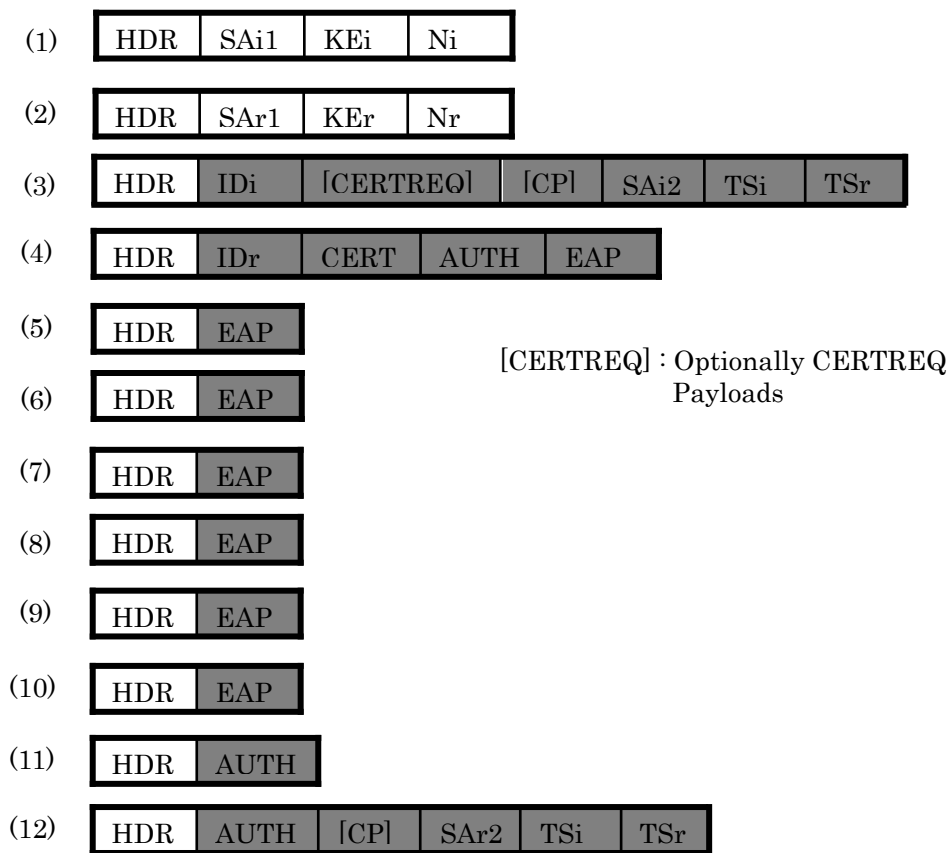 (1) HDR SAi1 KEi Ni
(2) HDR SAr1 KEr Nr
(3) HDR IDi [CERTREQ] [CP] SAi2 TSi TSr
(4) HDR IDr CERT AUTH EAP
(5) HDR EAP
[CERTREQ] : Optionally CERTREQ
Payloads
(6) HDR EAP
(7) HDR EAP
(8) HDR EAP
(9) HDR EAP
(10) HDR EAP
(11) HDR AUTH
(12) HDR AUTH [CP] SAr2 TSi TSr